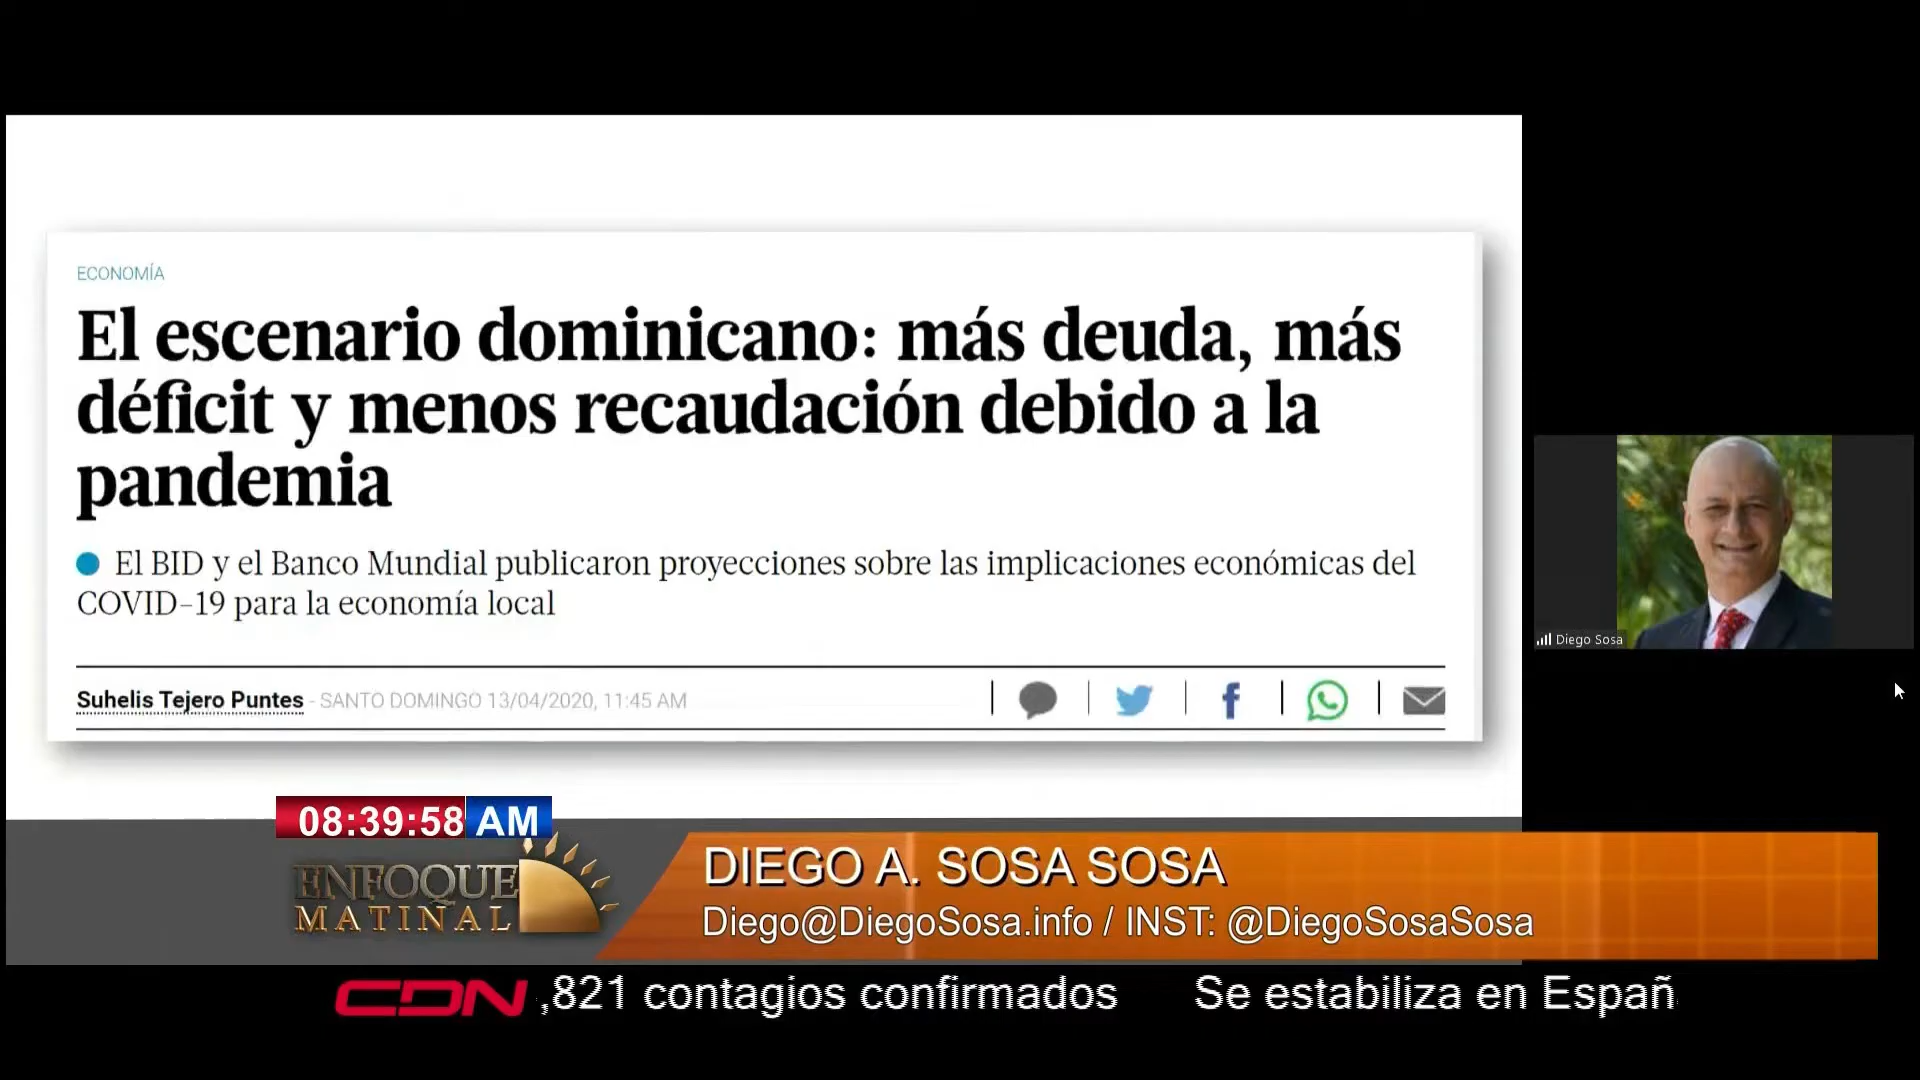 ECONOMÍA
El escenario dominicano: más deuda, más
déficit y menos recaudación debido a la
pandemia
El BID y el Banco Mundial publicaron proyecciones sobre las implicaciones económicas del
COVID-19 para la economía local
Suhelis Tejero Puntes - SANTO DOMINGO 13/04/2020, 11:45 AM
Diego Sosa
08:39:58 AM
ENFOQUE
MATINAL
DIEGO A. SOSA SOSA
Diego@DiegoSosa.info / INST: @DiegoSosaSosa
CDN ,821 contagios confirmados Se estabiliza en Españ